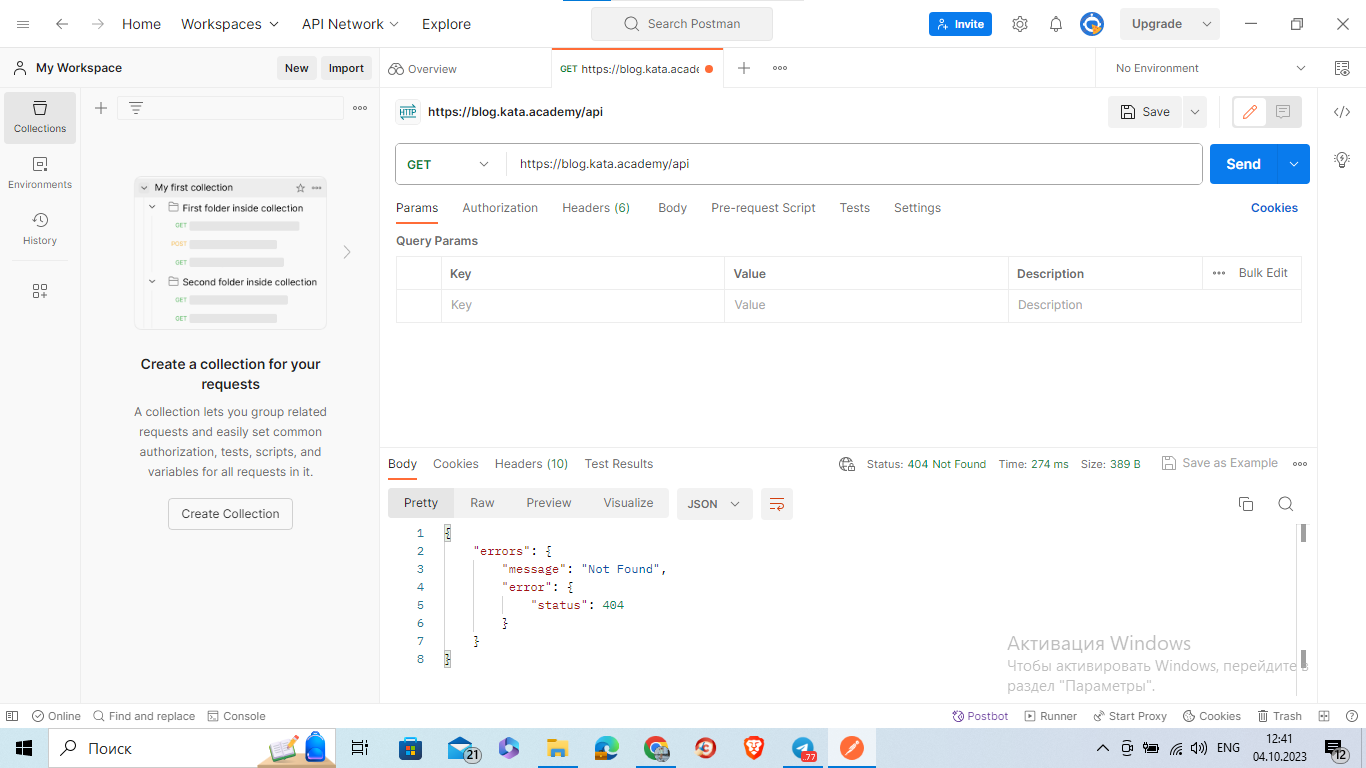 Home Workspaces API Network Explore Search Postman Invite Upgrade
My Workspace New Import Overview GET https://blog.kata.acade No Environment
Collections
Environments
History
My first collection
First folder inside collection
GET
POST
GET
Second folder inside collection
GET
GET
Create a collection for your
requests
A collection lets you group related
requests and easily set common
authorization, tests, scripts, and
variables for all requests in it.
Create Collection
HTTP https://blog.kata.academy/api Save
GET https://blog.kata.academy/api Send
Params Authorization Headers (6) Body Pre-request Script Tests Settings Cookies
Query Params
Key Value Description Bulk Edit
Key Value Description
Body Cookies Headers (10) Test Results Status: 404 Not Found Time: 274 ms Size: 389 B Save as Example
Pretty Raw Preview Visualize JSON
1 {
2 "errors": {
3 "message": "Not Found",
4 "error": {
5 "status": 404
6 }
7 }
8 }
Активация Windows
Чтобы активировать Windows, перейдите в
раздел "Параметры".
Online Find and replace Console Postbot Runner Start Proxy Cookies Trash
Поиск 21 .77 ENG 12:41 04.10.2023 12